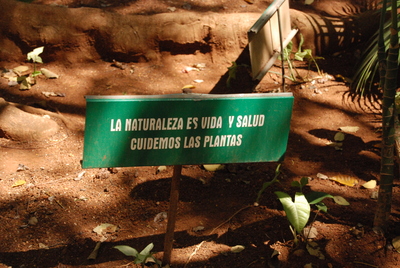 LA NATURALEZA ES VIDA Y SALUD
CUIDEMOS LAS PLANTAS